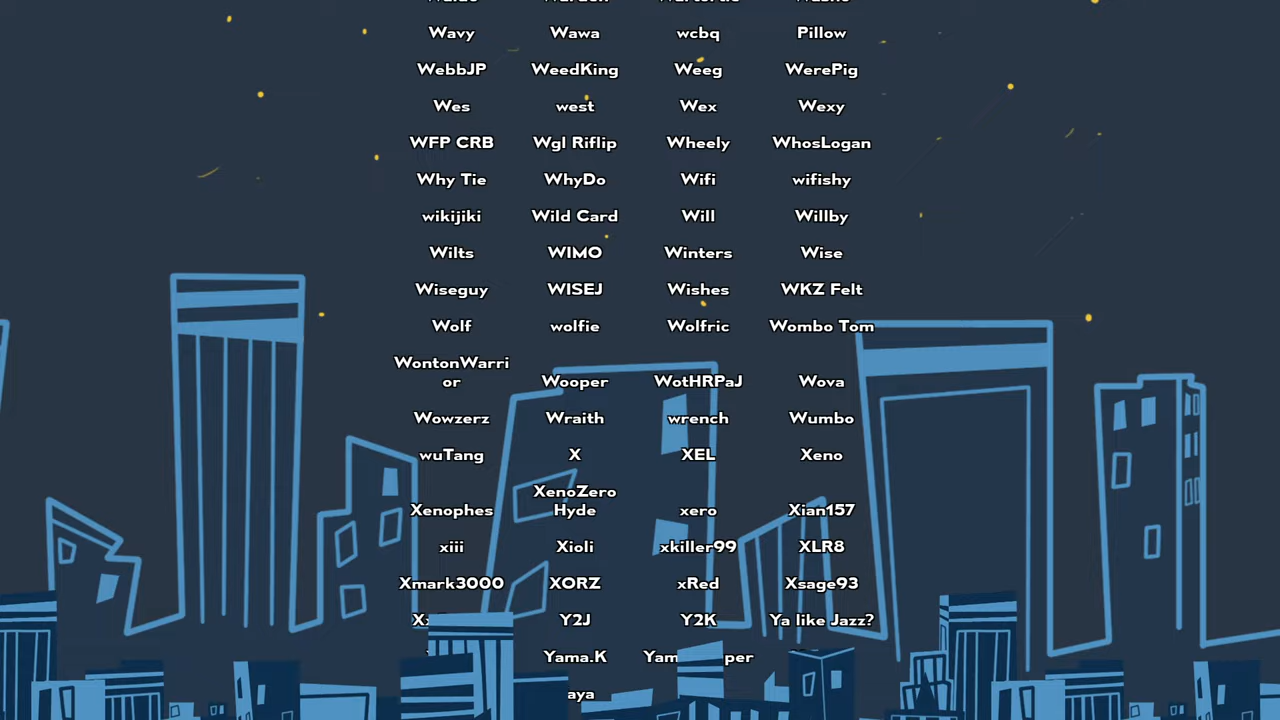 Wavy Wawa wcbq Pillow
WebbJP WeedKing Weeg WerePig
Wes west Wex Wexy
WFP CRB Wgl Riflip Wheely WhosLogan
Why Tie WhyDo Wifi wifishy
wikijiki Wild Card Will Willby
Wilts WIMO Winters Wise
Wiseguy WISEJ Wishes WKZ Felt
Wolf wolfie Wolfric Wombo Tom
WontonWarri
or Wooper WotHRPaJ Wova
Wowzerz Wraith wrench Wumbo
wuTang X XEL Xeno
XenoZero
Xenophes Hyde xero Xian157
xiii Xioli xkiller99 XLR8
Xmark3000 XORZ xRed Xsage93
Y2J Y2K Ya like Jazz?
Yama.K